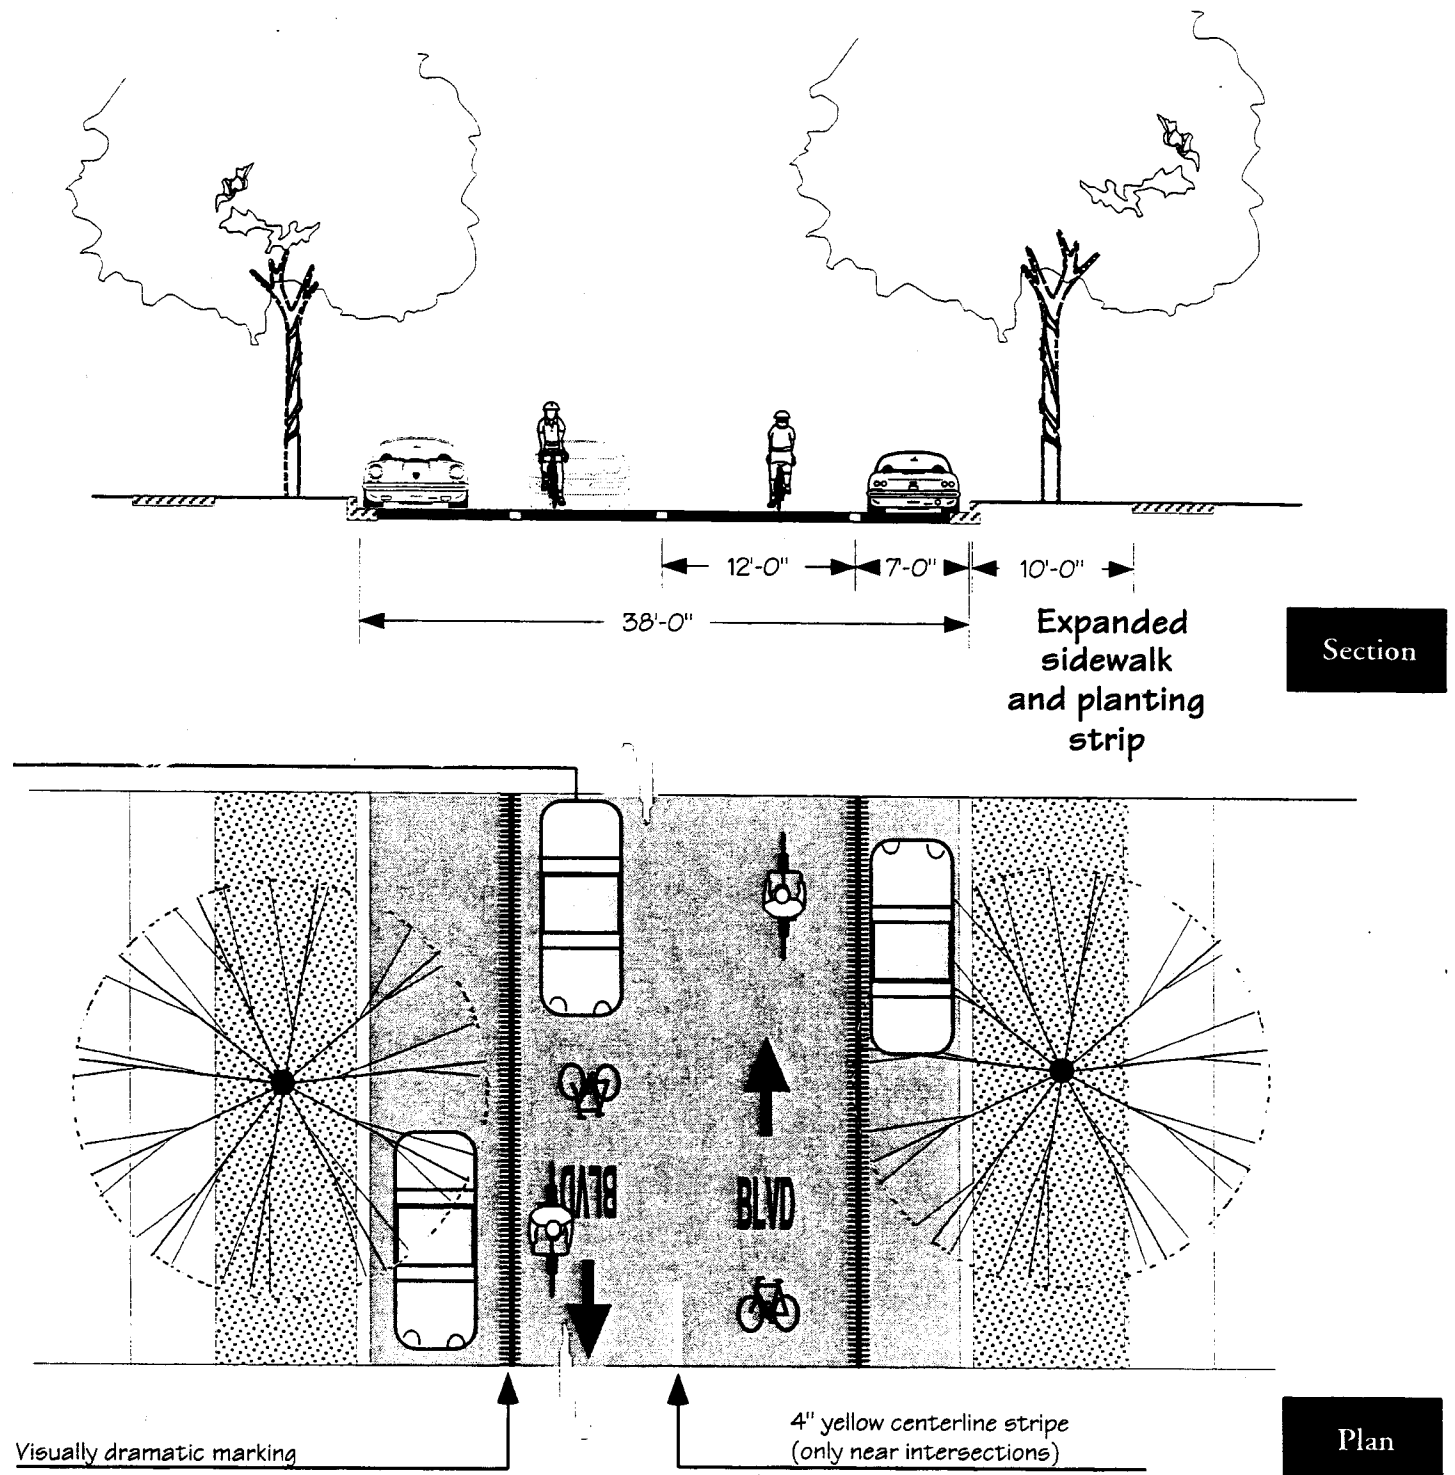 12'-0"
7'-0"
10'-0"
38'-0"
Expanded
sidewalk
and planting
strip
Section
BLVD
BLVD
Visually dramatic marking
4" yellow centerline stripe
(only near intersections)
Plan